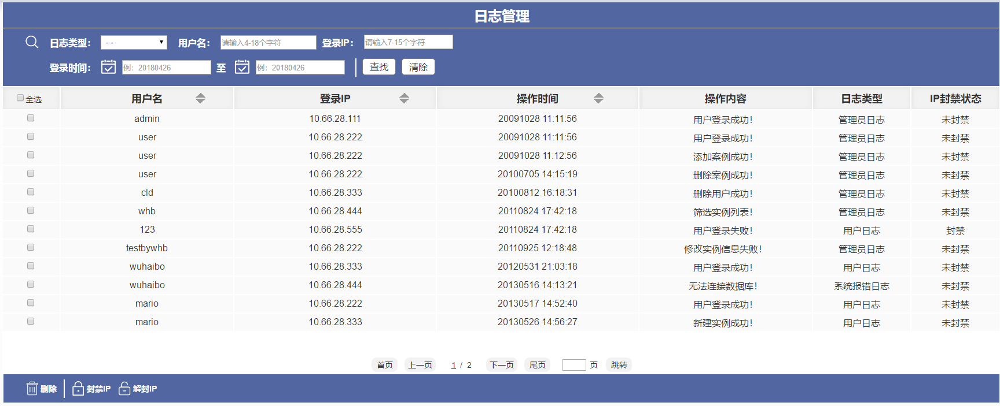 日志管理
日志类型： - - 用户名： 请输入4-18个字符 登录IP： 请输入7-15个字符
登录时间： 例：20180426 至 例：20180426 查找 清除
全选 用户名 登录IP 操作时间 操作内容 日志类型 IP封禁状态
admin 10.66.28.111 20091028 11:11:56 用户登录成功！ 管理员日志 未封禁
user 10.66.28.222 20091028 11:11:56 用户登录成功！ 管理员日志 未封禁
user 10.66.28.222 20091028 11:12:56 添加案例成功！ 管理员日志 未封禁
user 10.66.28.222 20100705 14:15:19 删除案例成功！ 管理员日志 未封禁
cld 10.66.28.333 20100812 16:18:31 删除用户成功！ 管理员日志 未封禁
whb 10.66.28.444 20110824 17:42:18 筛选实例列表！ 管理员日志 未封禁
123 10.66.28.555 20110824 17:42:18 用户登录失败！ 用户日志 封禁
testbywhb 10.66.28.222 20110925 12:18:48 修改实例信息失败！ 管理员日志 未封禁
wuhaibo 10.66.28.333 20120531 21:03:18 用户登录成功！ 用户日志 未封禁
wuhaibo 10.66.28.444 20130516 14:13:21 无法连接数据库！ 系统报错日志 未封禁
mario 10.66.28.222 20130517 14:52:40 用户登录成功！ 用户日志 未封禁
mario 10.66.28.333 20130526 14:56:27 新建实例成功！ 用户日志 未封禁
首页 上一页 1 / 2 下一页 尾页 页 跳转
删除 封禁IP 解封IP